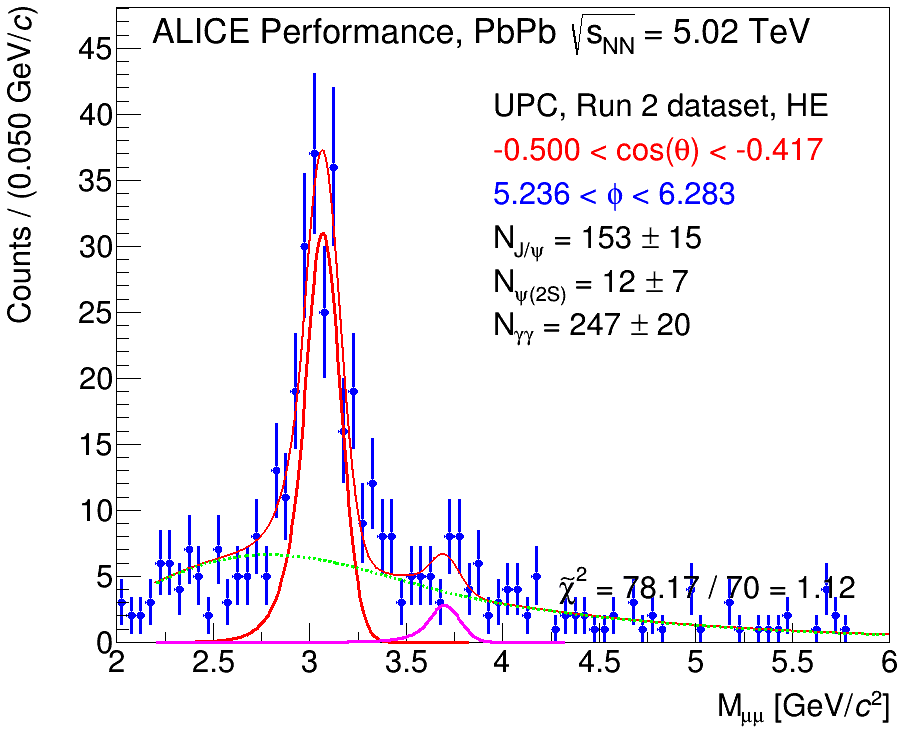 ALICE Performance, PbPb √sNN = 5.02 TeV
UPC, Run 2 dataset, HE
-0.500 < cos(θ) < -0.417
5.236 < ϕ < 6.283
NJ/ψ = 153 ± 15
Nψ(2S) = 12 ± 7
Nγγ = 247 ± 20
χ̃2 = 78.17 / 70 = 1.12
Counts / (0.050 GeV/c)
45
40
35
30
25
20
15
10
5
0
2 2.5 3 3.5 4 4.5 5 5.5 6
Mμμ [GeV/c2]